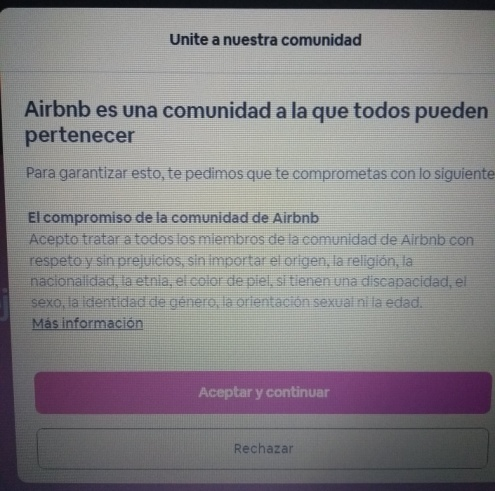 Unite a nuestra comunidad
Airbnb es una comunidad a la que todos pueden
pertenecer
Para garantizar esto, te pedimos que te comprometas con lo siguiente
El compromiso de la comunidad de Airbnb
Acepto tratar a todos los miembros de la comunidad de Airbnb con
respeto y sin prejuicios, sin importar el origen, la religión, la
nacionalidad, la etnia, el color de piel, si tienen una discapacidad, el
sexo, la identidad de género, la orientación sexual ni la edad.
Más información
Aceptar y continuar
Rechazar